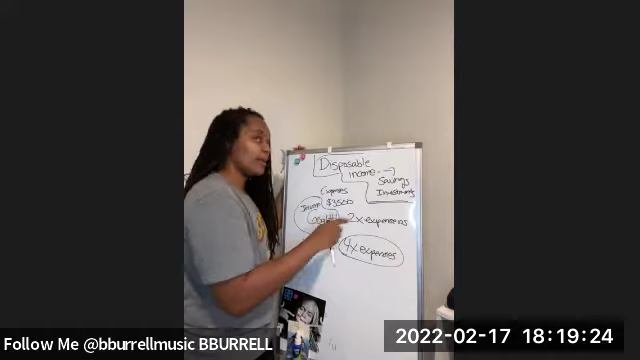 Disposable
income →
Savings
Investments
Expenses
Income $3500
Goal #1 2x expenses
4x expenses
Follow Me @bburrellmusic BBURRELL
2022-02-17 18:19:24